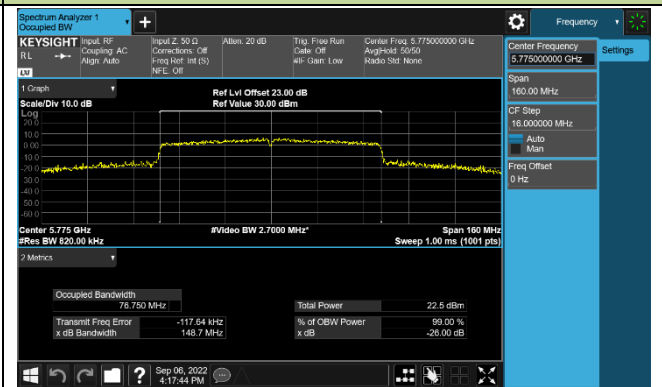 Spectrum Analyzer 1
Occupied BW
+
Frequency
KEYSIGHT
RL
LXI
Input: RF
Coupling: AC
Align: Auto
Input Z: 50 Ω
Corrections: Off
Freq Ref: Int (S)
NFE: Off
Atten: 20 dB
Trig: Free Run
Gate: Off
#IF Gain: Low
Center Freq: 5.775000000 GHz
Avg|Hold: 50/50
Radio Std: None
Center Frequency
5.775000000 GHz
Settings
Span
160.00 MHz
CF Step
16.000000 MHz
Auto
Man
Freq Offset
0 Hz
1 Graph
Scale/Div 10.0 dB
Ref Lvl Offset 23.00 dB
Ref Value 30.00 dBm
Log
20.0
10.0
0.00
-10.0
-20.0
-30.0
-40.0
-50.0
-60.0
Center 5.775 GHz
#Res BW 820.00 kHz
#Video BW 2.7000 MHz*
Span 160 MHz
Sweep 1.00 ms (1001 pts)
2 Metrics
Occupied Bandwidth
76.750 MHz
Total Power
22.5 dBm
Transmit Freq Error
-117.64 kHz
% of OBW Power
99.00 %
x dB Bandwidth
148.7 MHz
x dB
-26.00 dB
?
Sep 06, 2022
4:17:44 PM